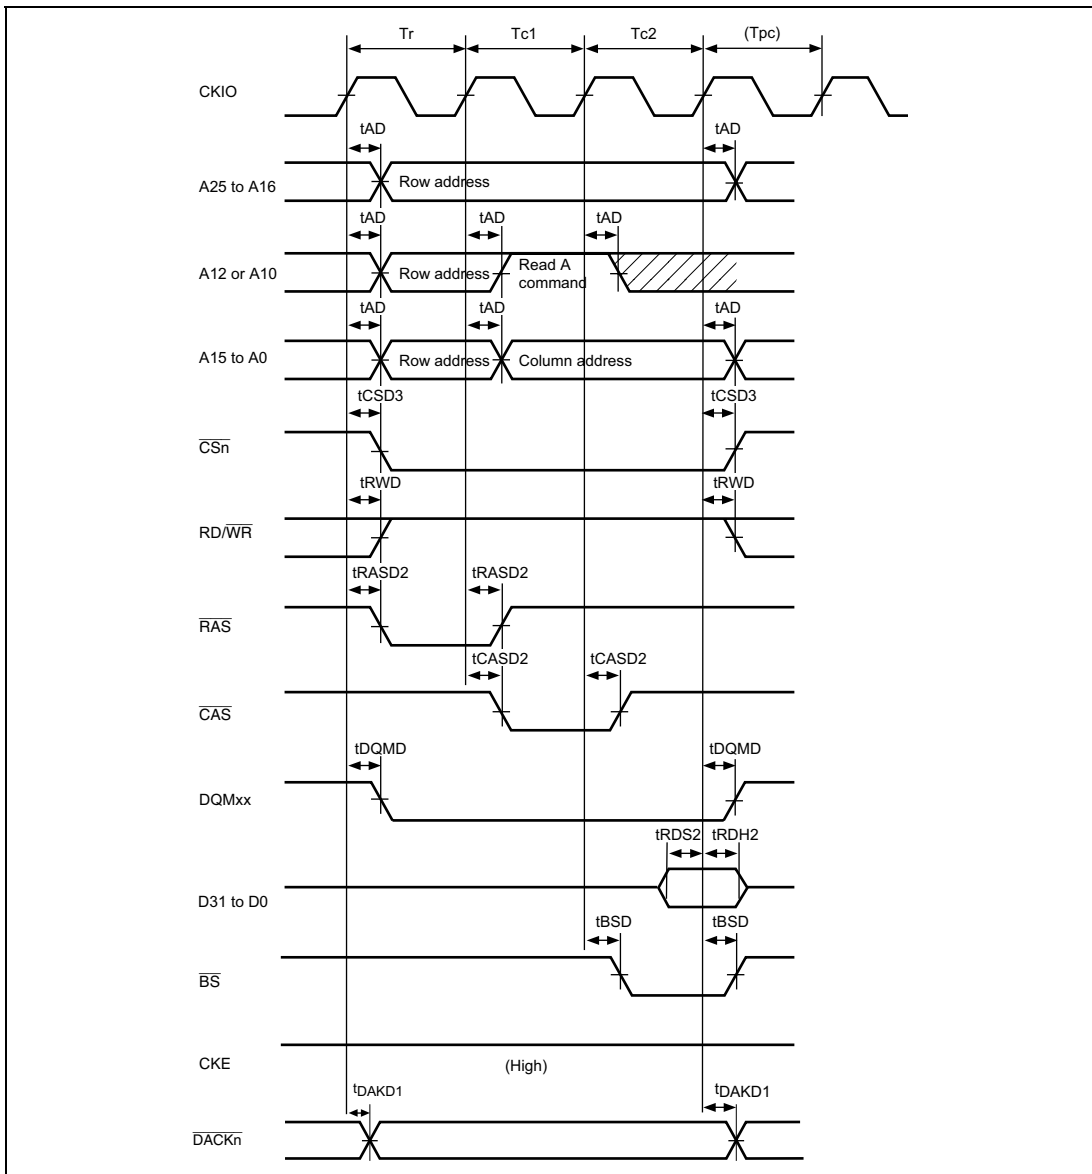 Tr Tc1 Tc2 (Tpc)
CKIO
tAD tAD
A25 to A16 Row address
tAD tAD tAD
A12 or A10 Row address Read A command
tAD tAD tAD
A15 to A0 Row address Column address
tCSD3 tCSD3
CSn
tRWD tRWD
RD/WR
tRASD2 tRASD2
RAS
tCASD2 tCASD2
CAS
tDQMD tDQMD
DQMxx
tRDS2 tRDH2
D31 to D0
tBSD tBSD
BS
CKE (High)
tDAKD1 tDAKD1
DACKn